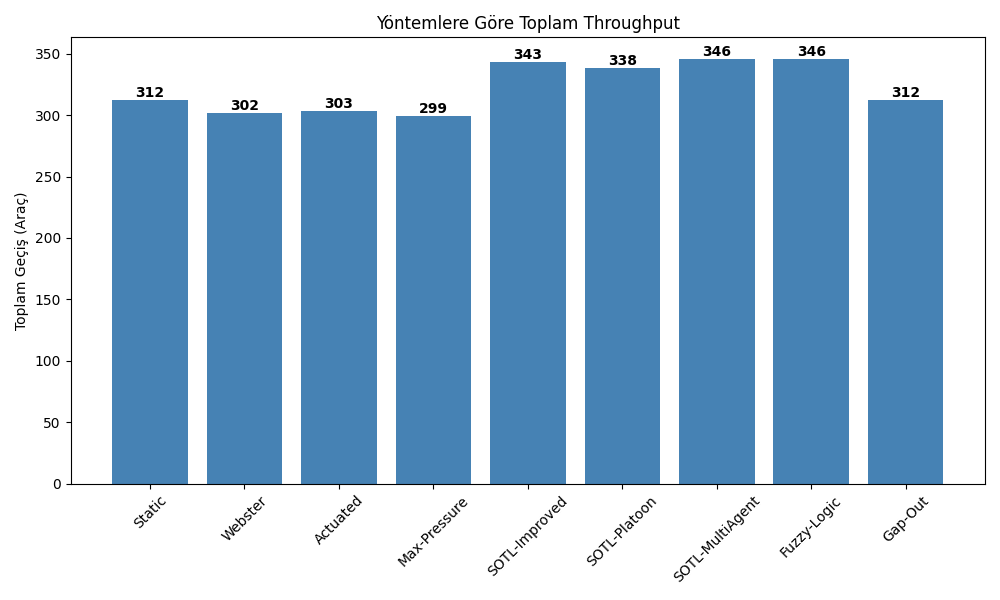 Yöntemlere Göre Toplam Throughput
Toplam Geçiş (Araç)
350
300
250
200
150
100
50
0
312
302
303
299
343
338
346
346
312
Static
Webster
Actuated
Max-Pressure
SOTL-Improved
SOTL-Platoon
SOTL-MultiAgent
Fuzzy-Logic
Gap-Out